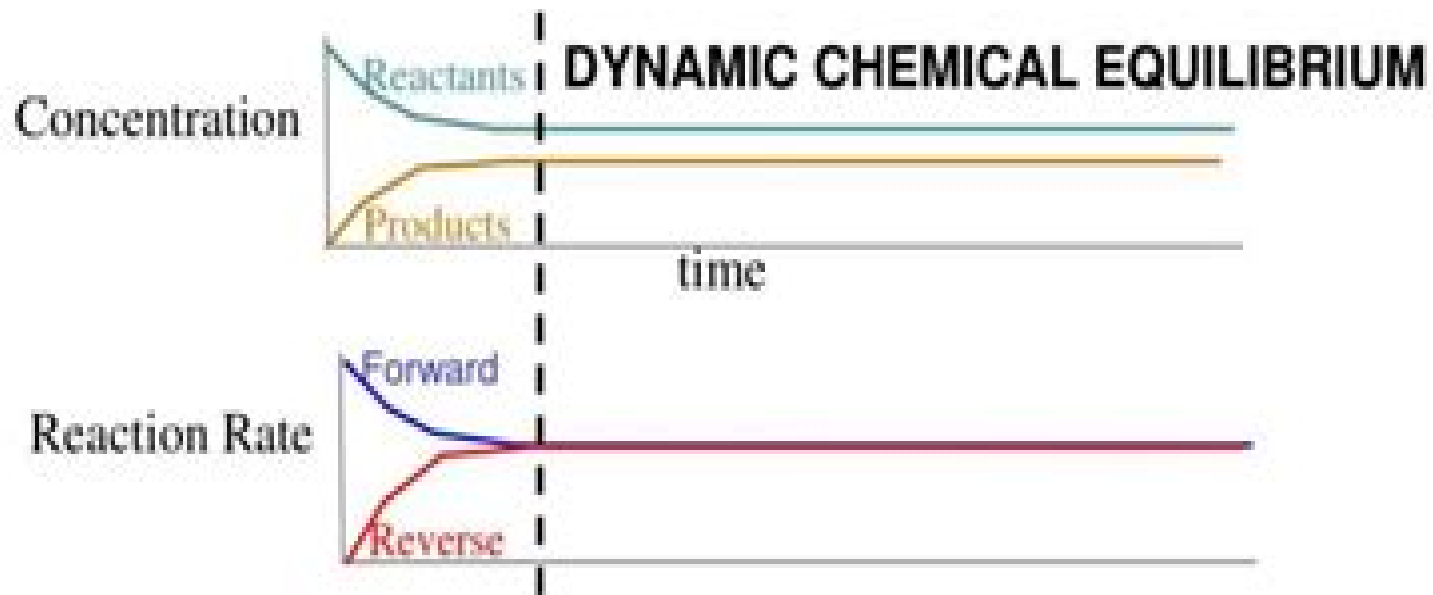 DYNAMIC CHEMICAL EQUILIBRIUM
Reactants
Concentration
Products
time
Forward
Reaction Rate
Reverse